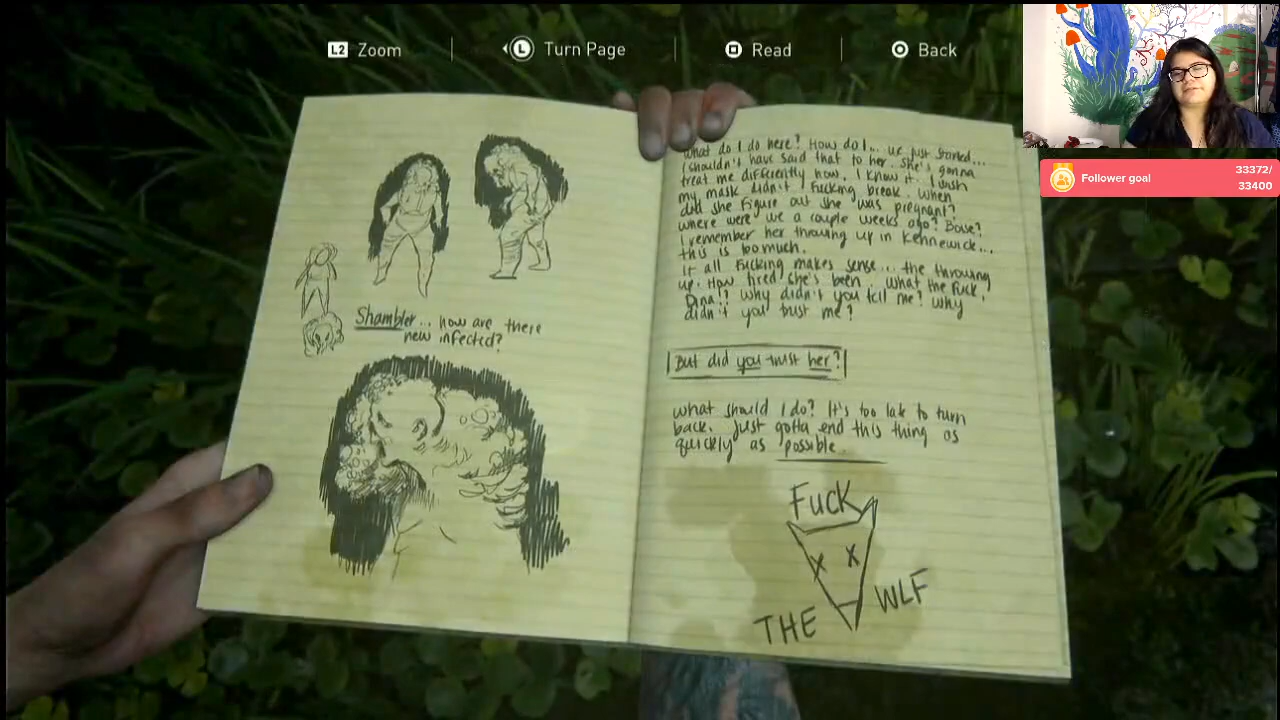 L2 Zoom
L Turn Page
Read
Back
Follower goal
33372/
33400
Shambler.. how are there
new infected?
What do I do here? How do I... we just started...
I shouldn't have said that to her. She's gonna
treat me differently now. I know it. I wish
my mask didn't fucking break. When
did she figure out she was pregnant?
where were we a couple weeks ago? Boise?
I remember her throwing up in Kennewick...
this is too much.
It all fucking makes sense... the throwing
up. How tired she's been.. what the fuck,
Dina!? Why didn't you tell me? Why
didn't you trust me?
But did you trust her?
what should I do? It's too late to turn
back. Just gotta end this thing as
quickly as possible.
Fuck
THE WLF